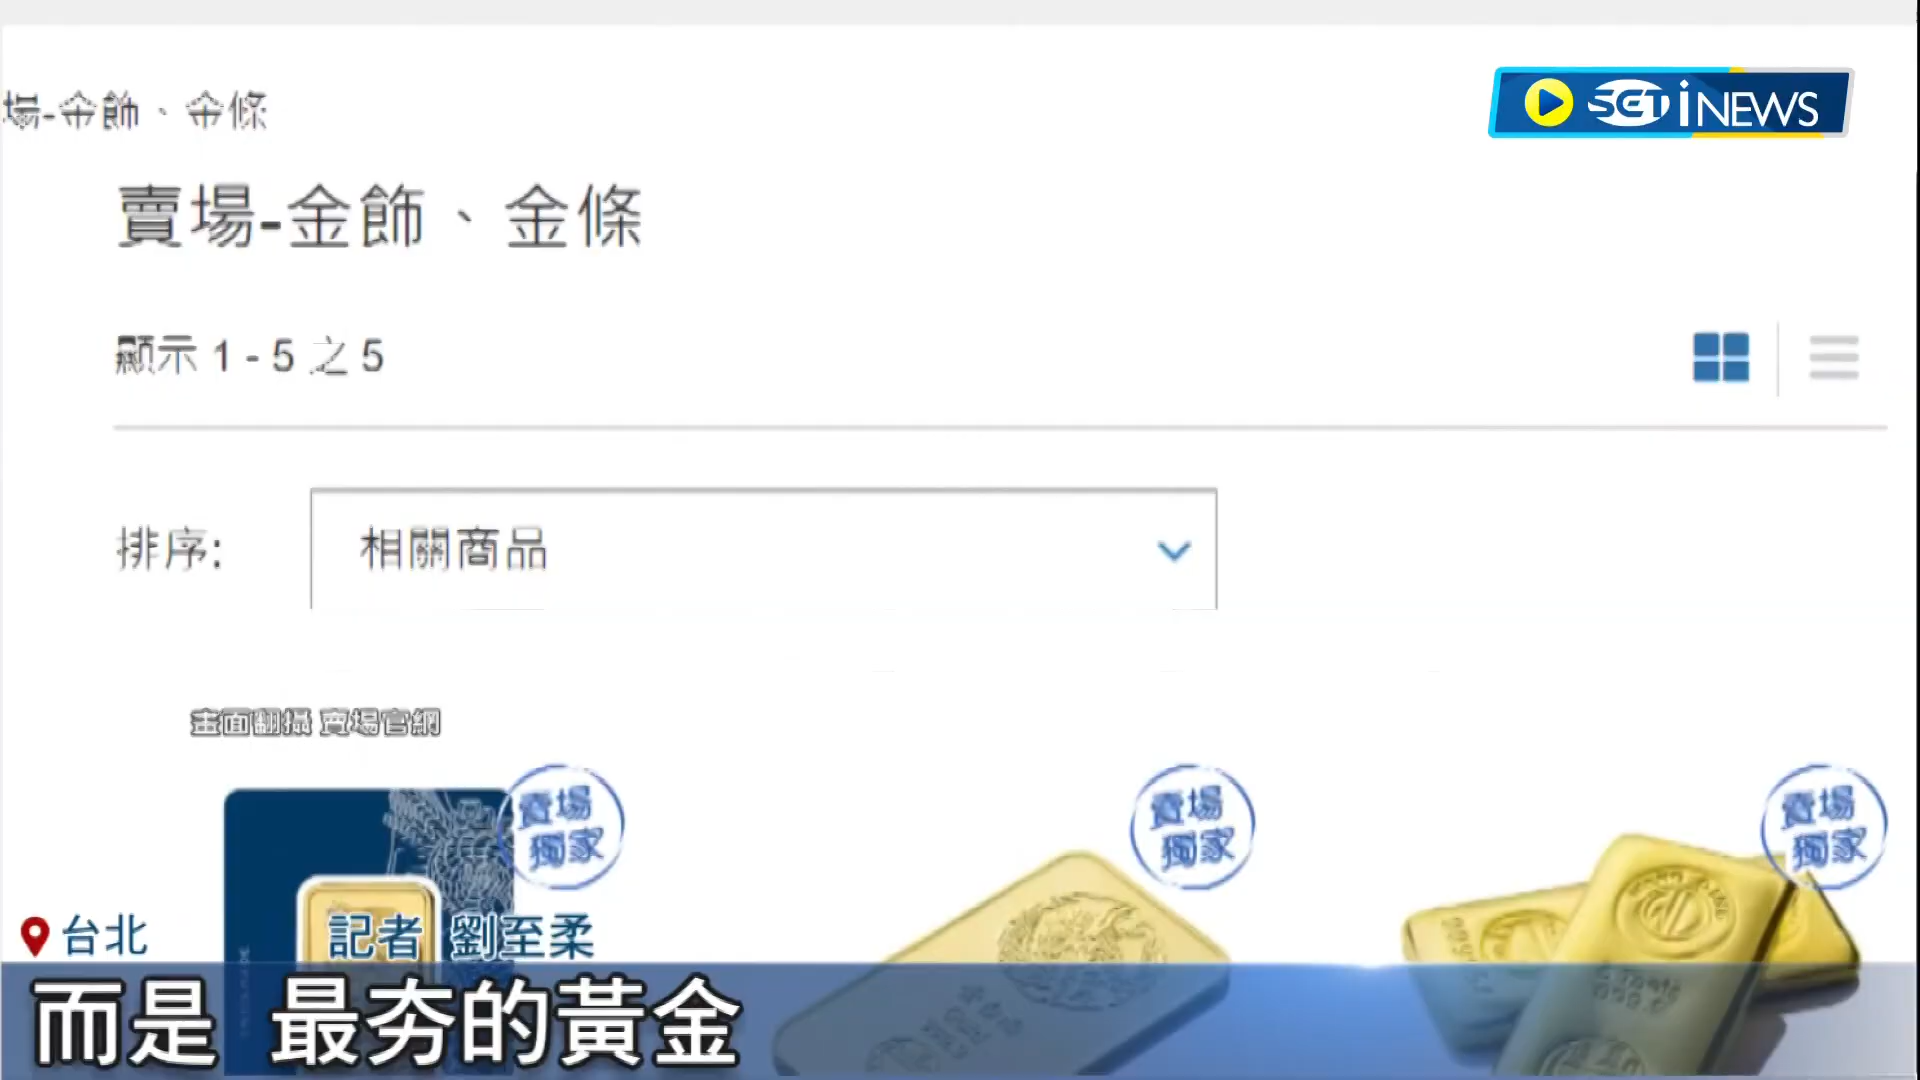 場-金飾、金條
SET iNEWS
賣場-金飾、金條
顯示 1 - 5 之 5
排序:
相關商品
畫面翻攝 賣場官網
賣場
獨家
賣場
獨家
賣場
獨家
台北
記者 劉至柔
而是 最夯的黃金